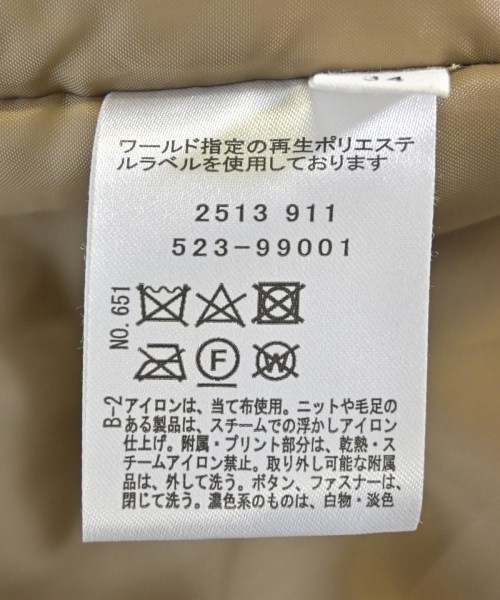 34
ワールド指定の再生ポリエステ
ルラベルを使用しております
2513 911
523-99001
NO. 651
F
W
B-2
アイロンは、当て布使用。ニットや毛足の
ある製品は、スチームでの浮かしアイロン
仕上げ。附属・プリント部分は、乾熱・ス
チームアイロン禁止。取り外し可能な附属
品は、外して洗う。ボタン、ファスナーは、
閉じて洗う。濃色系のものは、白物・淡色